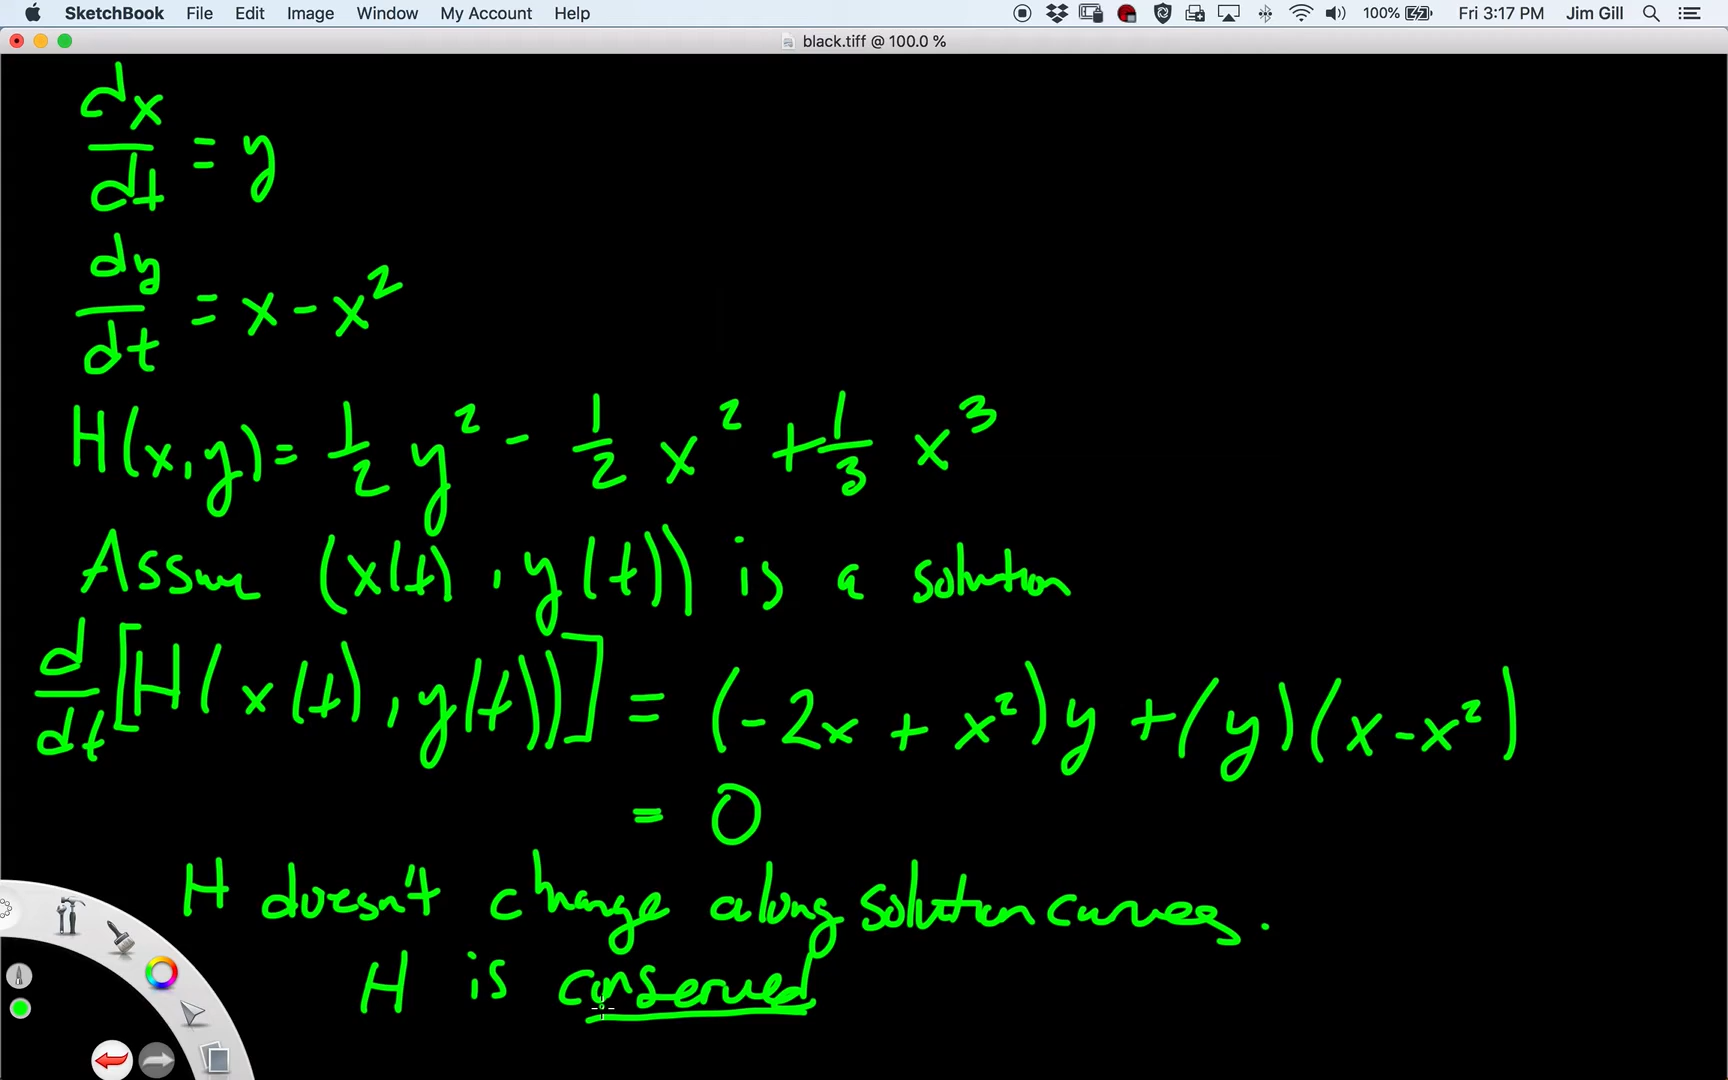 SketchBook File Edit Image Window My Account Help 100% Fri 3:17 PM Jim Gill
black.tiff @ 100.0 %
dx/dt = y
dy/dt = x - x²
H(x,y) = 1/2 y² - 1/2 x² + 1/3 x³
Assume (x(t), y(t)) is a solution
d/dt [H(x(t), y(t))] = (-2x + x²)y + (y)(x-x²)
= 0
H doesn't change along solution curves.
H is conserved